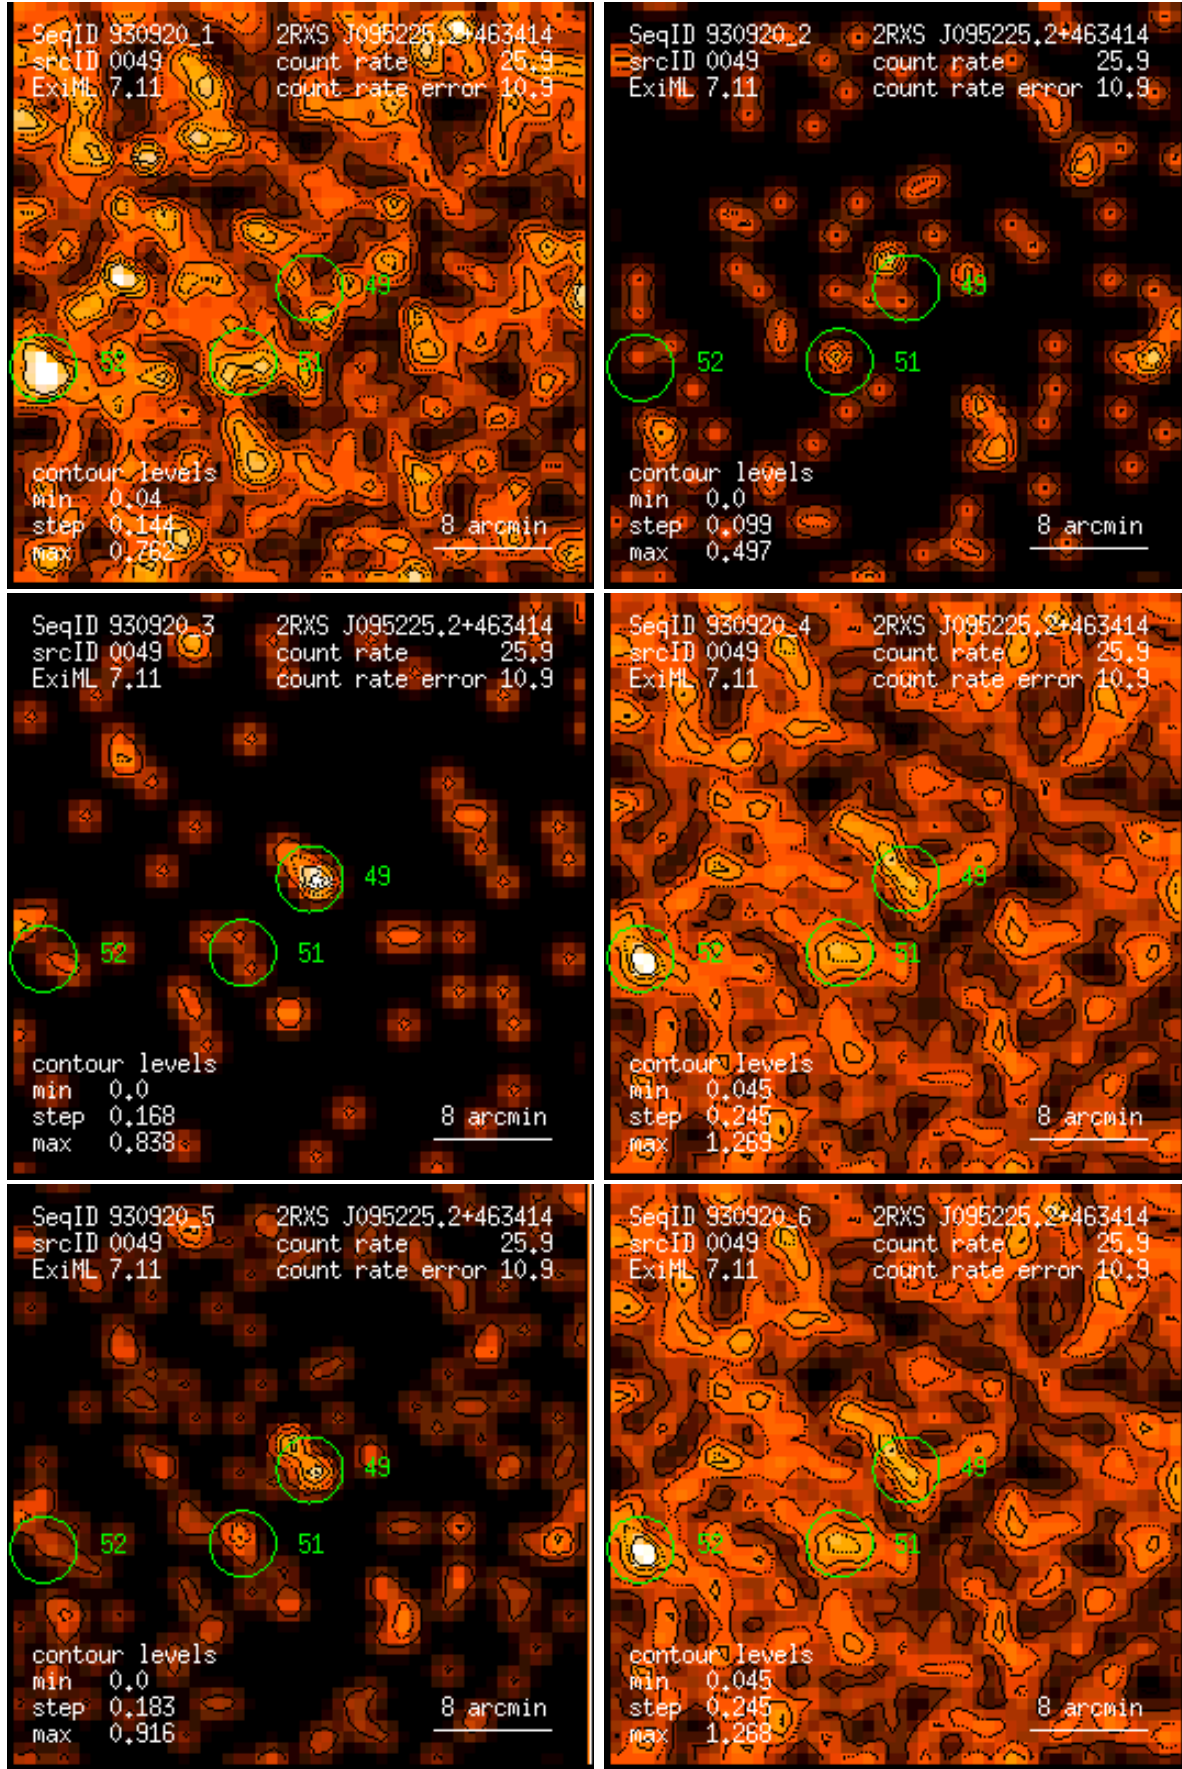 SeqID 930920_1 2RXS J095225.2+463414
srcID 0049 count rate 25.9
ExiML 7.11 count rate error 10.9
49
52 51
contour levels
min 0.04
step 0.144 8 arcmin
max 0.762
SeqID 930920_2 2RXS J095225.2+463414
srcID 0049 count rate 25.9
ExiML 7.11 count rate error 10.9
49
52 51
contour levels
min 0.0
step 0.099 8 arcmin
max 0.497
SeqID 930920_3 2RXS J095225.2+463414
srcID 0049 count rate 25.9
ExiML 7.11 count rate error 10.9
49
52 51
contour levels
min 0.0
step 0.168 8 arcmin
max 0.838
SeqID 930920_4 2RXS J095225.2+463414
srcID 0049 count rate 25.9
ExiML 7.11 count rate error 10.9
49
52 51
contour levels
min 0.045
step 0.245 8 arcmin
max 1.269
SeqID 930920_5 2RXS J095225.2+463414
srcID 0049 count rate 25.9
ExiML 7.11 count rate error 10.9
49
52 51
contour levels
min 0.0
step 0.183 8 arcmin
max 0.916
SeqID 930920_6 2RXS J095225.2+463414
srcID 0049 count rate 25.9
ExiML 7.11 count rate error 10.9
49
52 51
contour levels
min 0.045
step 0.245 8 arcmin
max 1.268